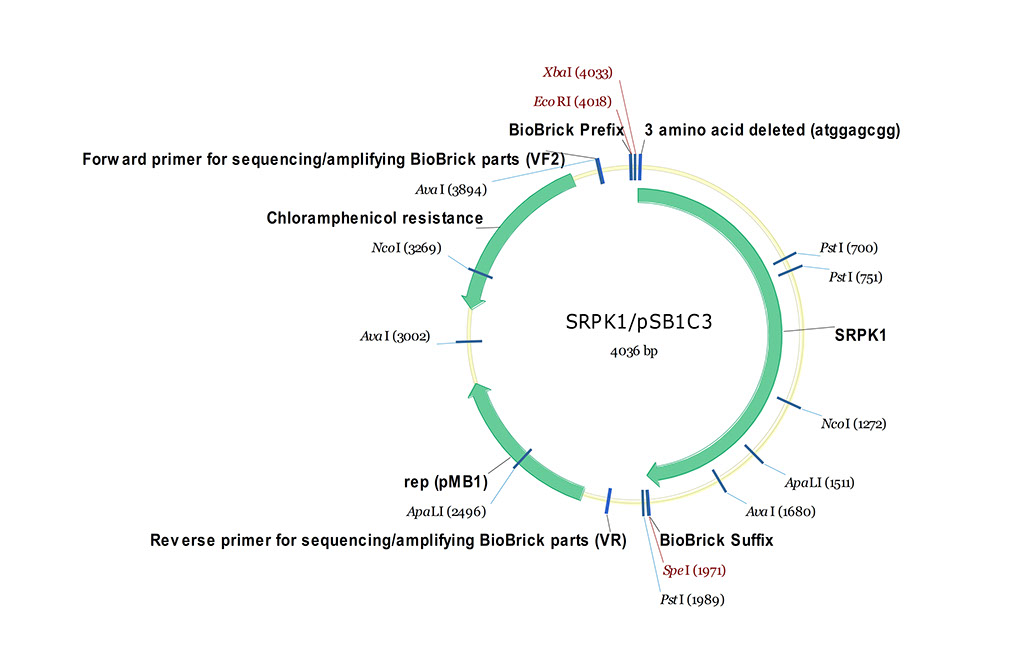 XbaI (4033)
EcoRI (4018)
BioBrick Prefix
3 amino acid deleted (atggagcgg)
Forward primer for sequencing/amplifying BioBrick parts (VF2)
AvaI (3894)
Chloramphenicol resistance
NcoI (3269)
PstI (700)
PstI (751)
SRPK1/pSB1C3
4036 bp
AvaI (3002)
SRPK1
NcoI (1272)
rep (pMB1)
ApaLI (1511)
ApaLI (2496)
AvaI (1680)
Reverse primer for sequencing/amplifying BioBrick parts (VR)
BioBrick Suffix
SpeI (1971)
PstI (1989)